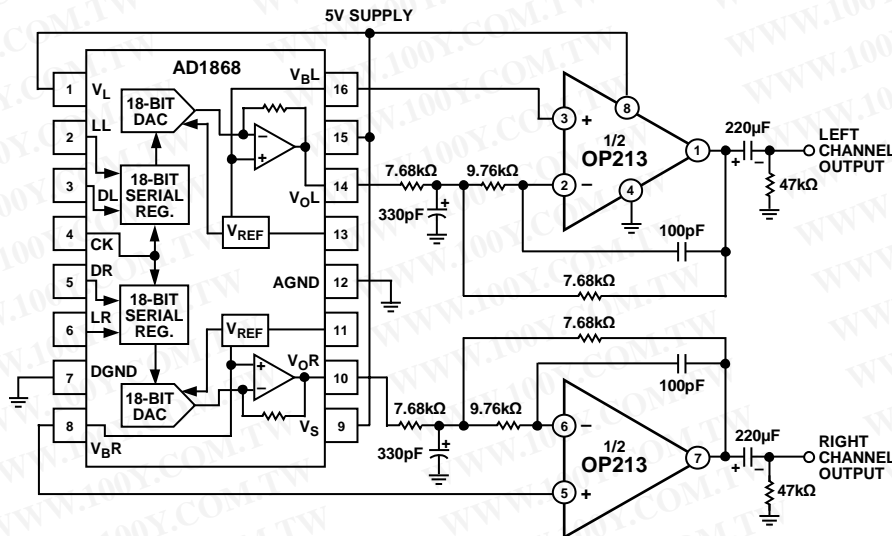 5V SUPPLY
AD1868
1
VL
2
LL
3
DL
4
CK
5
DR
6
LR
7
DGND
8
VBR
18-BIT
DAC
18-BIT
SERIAL
REG.
18-BIT
SERIAL
REG.
18-BIT
DAC
VBL
16
15
VOL
14
VREF
13
AGND
12
VREF
11
VOR
10
VS
9
7.68kΩ
330pF
9.76kΩ
3
+
2
−
1/2
OP213
8
4
1
100pF
7.68kΩ
220µF
+
−
47kΩ
LEFT
CHANNEL
OUTPUT
7.68kΩ
100pF
7.68kΩ
330pF
9.76kΩ
6
−
5
+
1/2
OP213
7
220µF
+
−
47kΩ
RIGHT
CHANNEL
OUTPUT
WWW.100Y.COM.TW